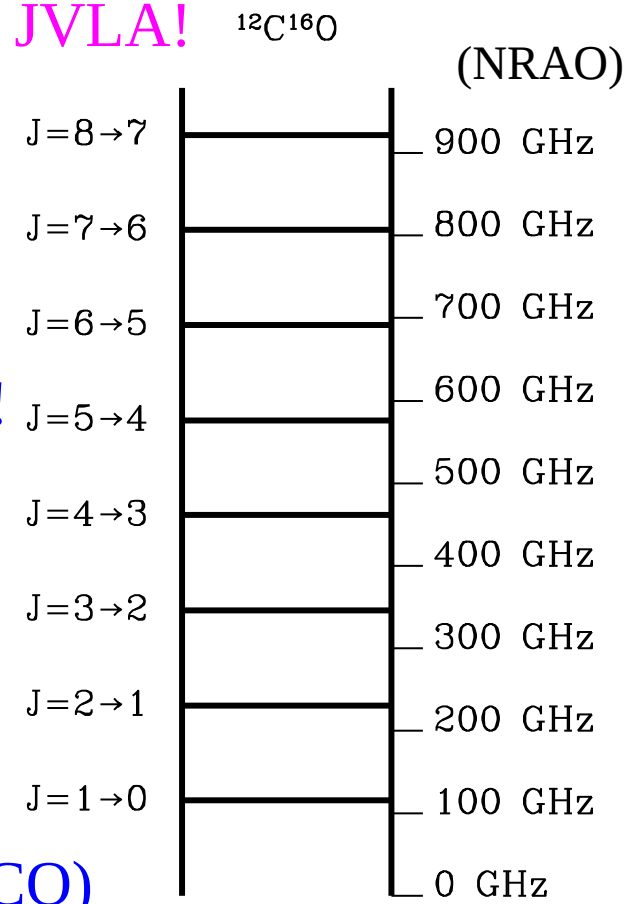 JVLA!
¹²C¹⁶O
(NRAO)
J=8→7
900 GHz
J=7→6
800 GHz
J=6→5
700 GHz
!
600 GHz
J=5→4
500 GHz
J=4→3
400 GHz
J=3→2
300 GHz
J=2→1
200 GHz
J=1→0
100 GHz
CO)
0 GHz